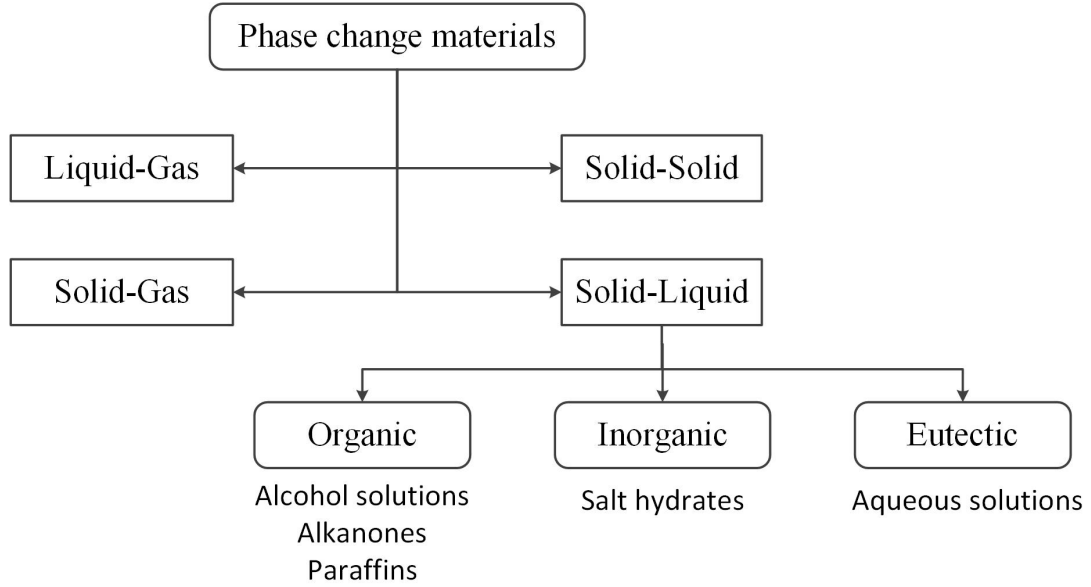 Phase change materials
Liquid-Gas
Solid-Solid
Solid-Gas
Solid-Liquid
Organic
Inorganic
Eutectic
Alcohol solutions
Alkanones
Paraffins
Salt hydrates
Aqueous solutions